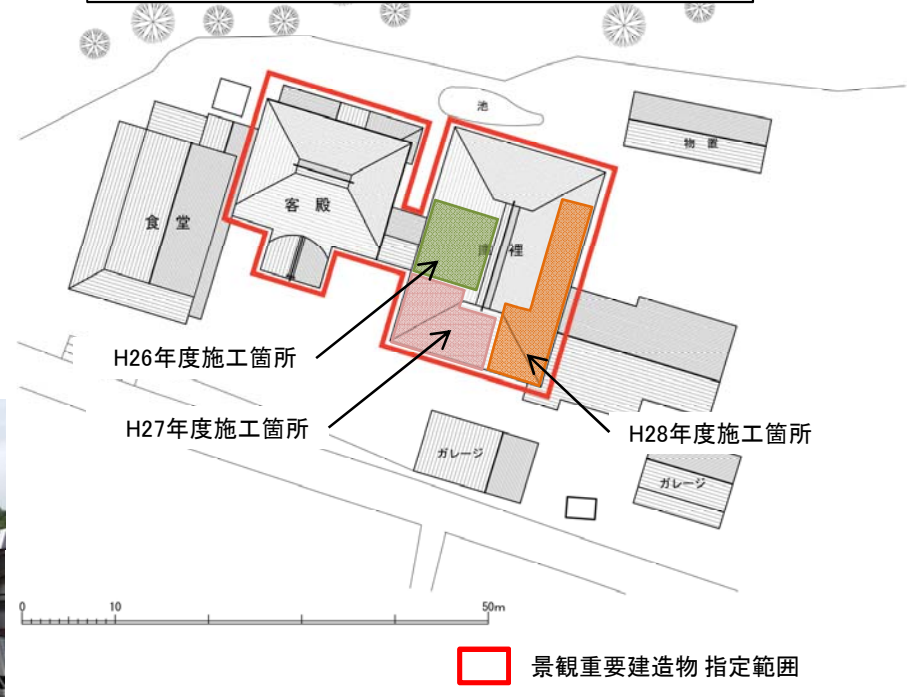 池
物置
食堂
客殿
裡
H26年度施工箇所
H27年度施工箇所
H28年度施工箇所
ガレージ
ガレージ
0 10 50m
景観重要建造物 指定範囲